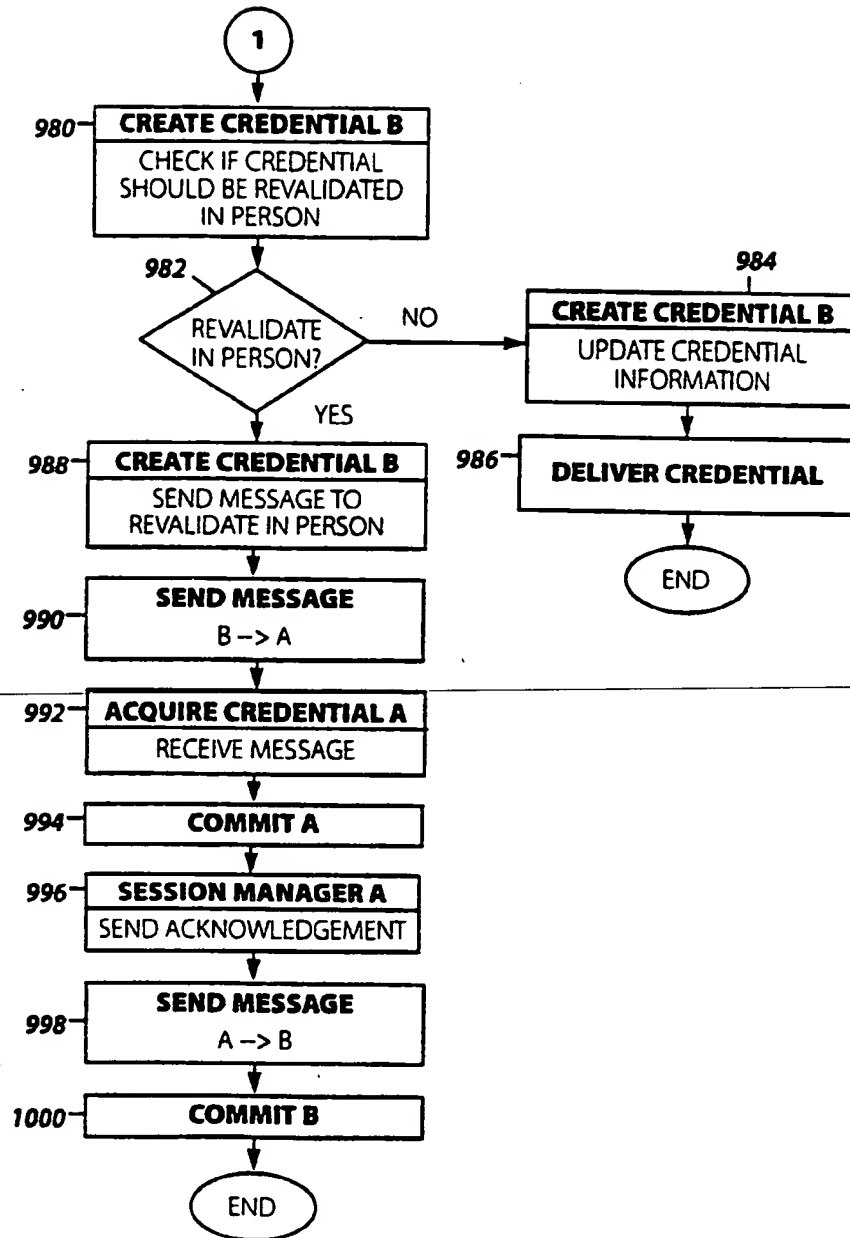 1
980
CREATE CREDENTIAL B
CHECK IF CREDENTIAL
SHOULD BE REVALIDATED
IN PERSON
982
REVALIDATE
IN PERSON?
NO
YES
984
CREATE CREDENTIAL B
UPDATE CREDENTIAL
INFORMATION
986
DELIVER CREDENTIAL
END
988
CREATE CREDENTIAL B
SEND MESSAGE TO
REVALIDATE IN PERSON
990
SEND MESSAGE
B –> A
992
ACQUIRE CREDENTIAL A
RECEIVE MESSAGE
994
COMMIT A
996
SESSION MANAGER A
SEND ACKNOWLEDGEMENT
998
SEND MESSAGE
A –> B
1000
COMMIT B
END